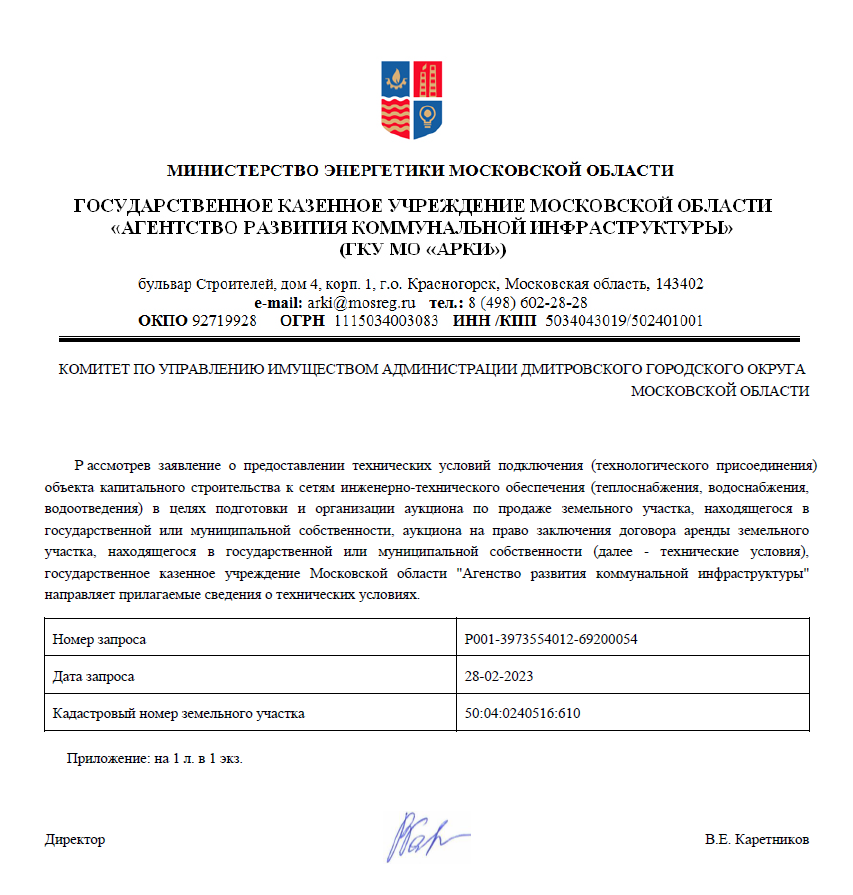 МИНИСТЕРСТВО ЭНЕРГЕТИКИ МОСКОВСКОЙ ОБЛАСТИ
ГОСУДАРСТВЕННОЕ КАЗЕННОЕ УЧРЕЖДЕНИЕ МОСКОВСКОЙ ОБЛАСТИ
«АГЕНТСТВО РАЗВИТИЯ КОММУНАЛЬНОЙ ИНФРАСТРУКТУРЫ»
(ГКУ МО «АРКИ»)
бульвар Строителей, дом 4, корп. 1, г.о. Красногорск, Московская область, 143402
e-mail: arki@mosreg.ru тел.: 8 (498) 602-28-28
ОКПО 92719928 ОГРН 1115034003083 ИНН /КПП 5034043019/502401001
КОМИТЕТ ПО УПРАВЛЕНИЮ ИМУЩЕСТВОМ АДМИНИСТРАЦИИ ДМИТРОВСКОГО ГОРОДСКОГО ОКРУГА
МОСКОВСКОЙ ОБЛАСТИ
Р ассмотрев заявление о предоставлении технических условий подключения (технологического присоединения)
объекта капитального строительства к сетям инженерно-технического обеспечения (теплоснабжения, водоснабжения,
водоотведения) в целях подготовки и организации аукциона по продаже земельного участка, находящегося в
государственной или муниципальной собственности, аукциона на право заключения договора аренды земельного
участка, находящегося в государственной или муниципальной собственности (далее - технические условия),
государственное казенное учреждение Московской области "Агенство развития коммунальной инфраструктуры"
направляет прилагаемые сведения о технических условиях.
Номер запроса P001-3973554012-69200054
Дата запроса 28-02-2023
Кадастровый номер земельного участка 50:04:0240516:610
Приложение: на 1 л. в 1 экз.
Директор В.Е. Каретников